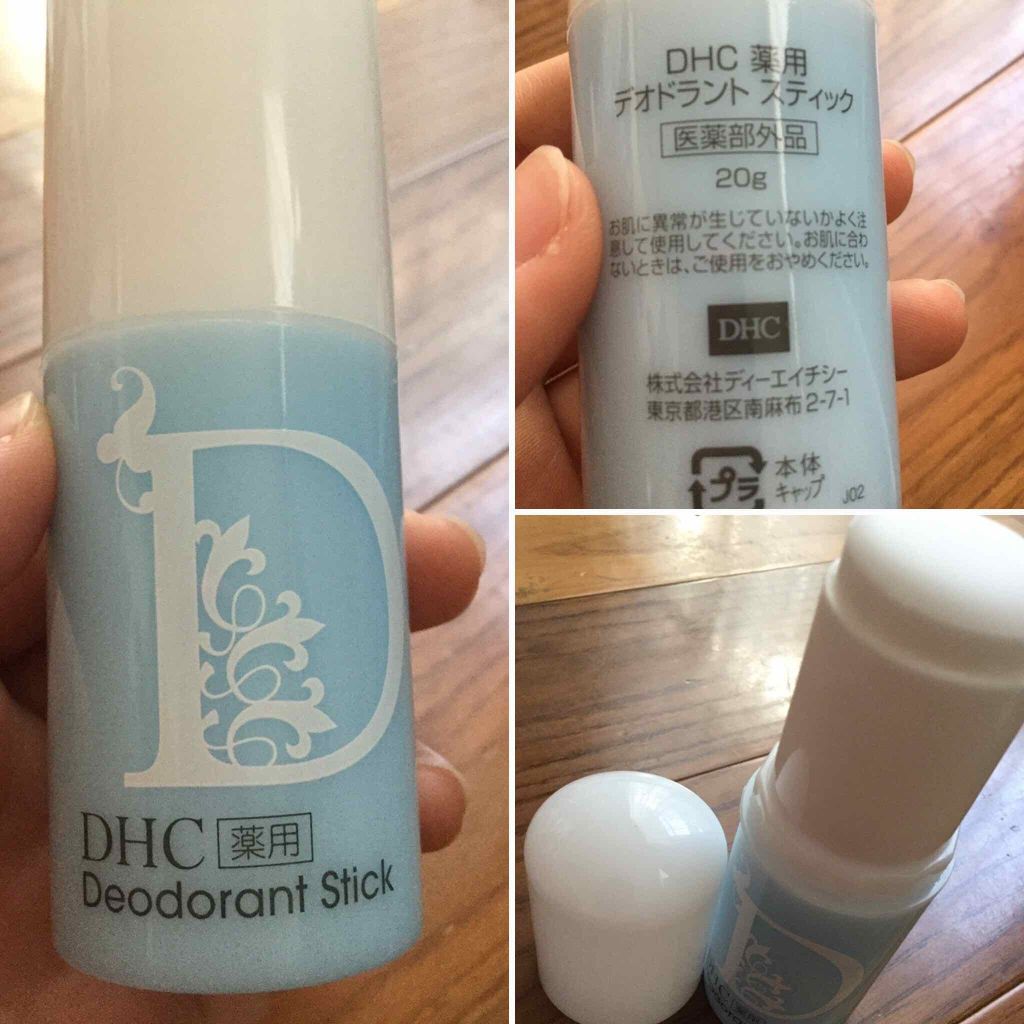 D
DHC 薬用
Deodorant Stick
DHC 薬用
デオドラント スティック
医薬部外品
20g
お肌に異常が生じていないかよく注
意して使用してください。お肌に合わ
ないときは、ご使用をおやめください。
DHC
株式会社ディーエイチシー
東京都港区南麻布2-7-1
プラ
本体
キャップ
J02
D
DHC 薬用